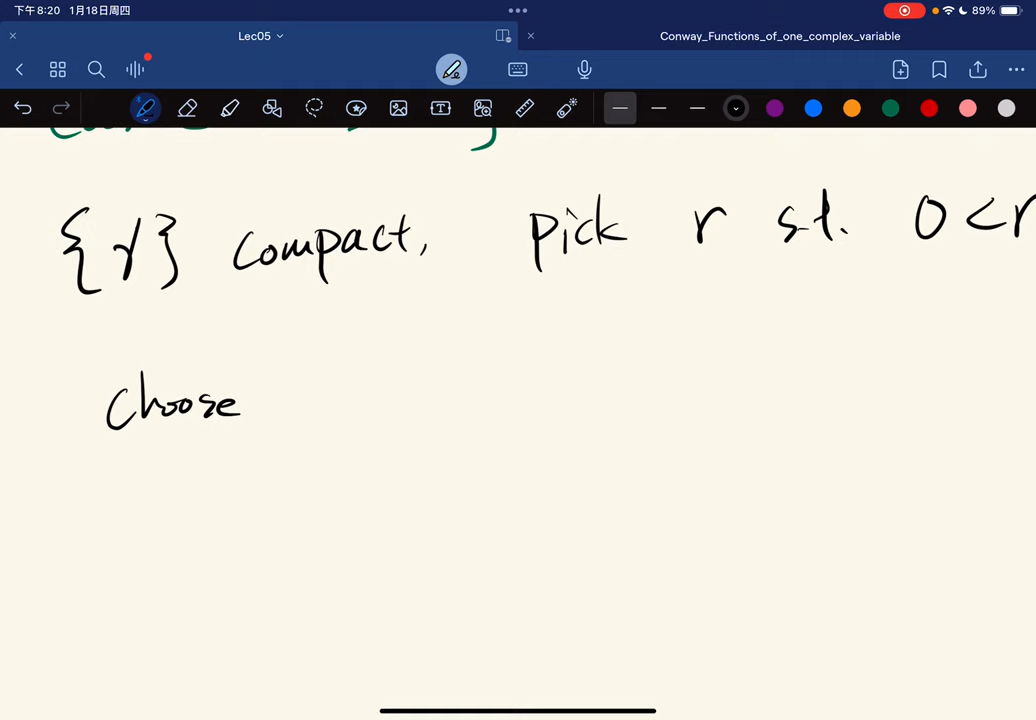 下午8:20 1月18日周四 89%
Lec05 Conway_Functions_of_one_complex_variable
{γ} compact, pick r s.t. 0<r
Choose